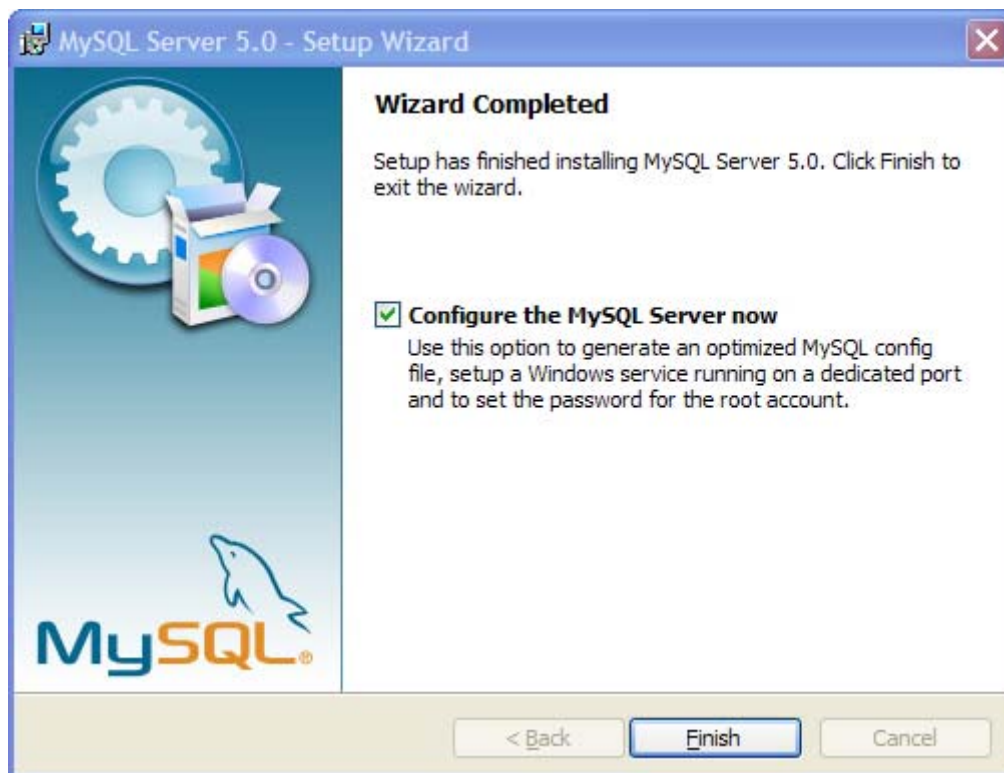 MySQL Server 5.0 - Setup Wizard
Wizard Completed
Setup has finished installing MySQL Server 5.0. Click Finish to
exit the wizard.
Configure the MySQL Server now
Use this option to generate an optimized MySQL config
file, setup a Windows service running on a dedicated port
and to set the password for the root account.
MySQL®
< Back
Finish
Cancel